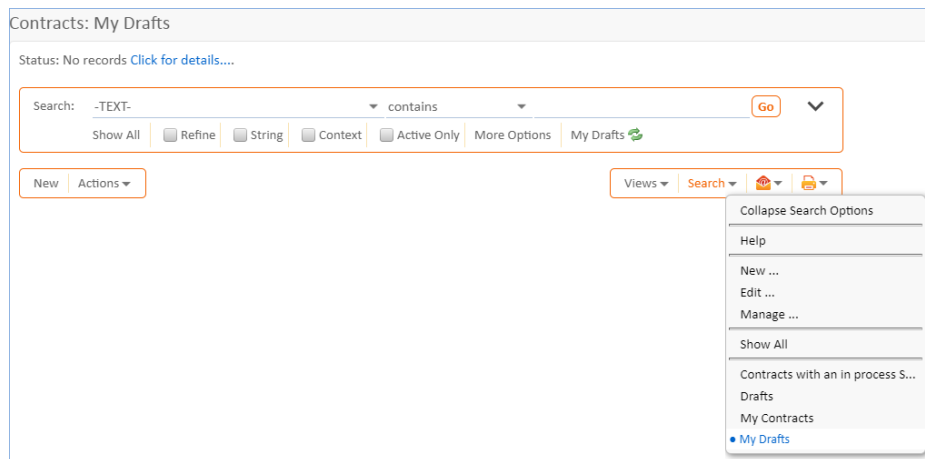 Contracts: My Drafts
Status: No records Click for details....
Search: -TEXT- contains Go
Show All Refine String Context Active Only More Options My Drafts
New Actions Views Search
Collapse Search Options
Help
New ...
Edit ...
Manage ...
Show All
Contracts with an in process S...
Drafts
My Contracts
My Drafts